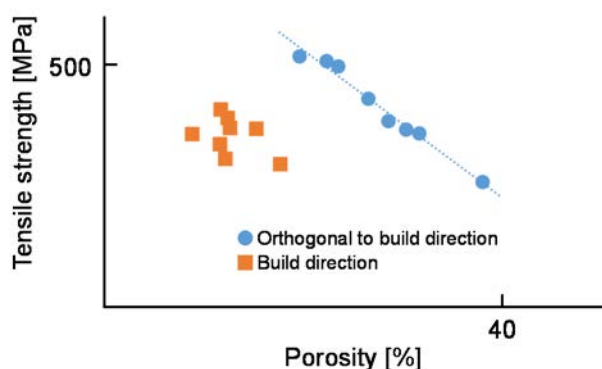 Tensile strength [MPa]
500
Orthogonal to build direction
Build direction
40
Porosity [%]